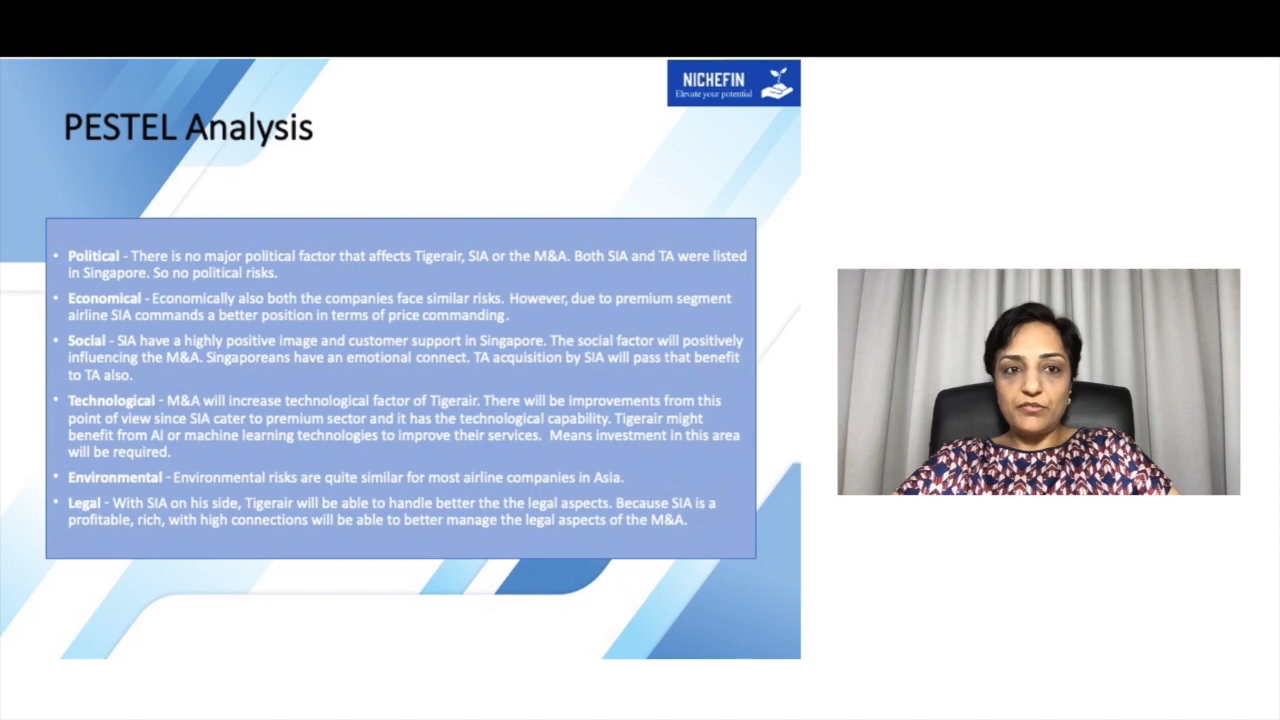 NICHEFIN
Elevate your potential
PESTEL Analysis
• Political - There is no major political factor that affects Tigerair, SIA or the M&A. Both SIA and TA were listed
in Singapore. So no political risks.
• Economical - Economically also both the companies face similar risks. However, due to premium segment
airline SIA commands a better position in terms of price commanding.
• Social - SIA have a highly positive image and customer support in Singapore. The social factor will positively
influencing the M&A. Singaporeans have an emotional connect. TA acquisition by SIA will pass that benefit
to TA also.
• Technological - M&A will increase technological factor of Tigerair. There will be improvements from this
point of view since SIA cater to premium sector and it has the technological capability. Tigerair might
benefit from AI or machine learning technologies to improve their services. Means investment in this area
will be required.
• Environmental - Environmental risks are quite similar for most airline companies in Asia.
• Legal - With SIA on his side, Tigerair will be able to handle better the the legal aspects. Because SIA is a
profitable, rich, with high connections will be able to better manage the legal aspects of the M&A.